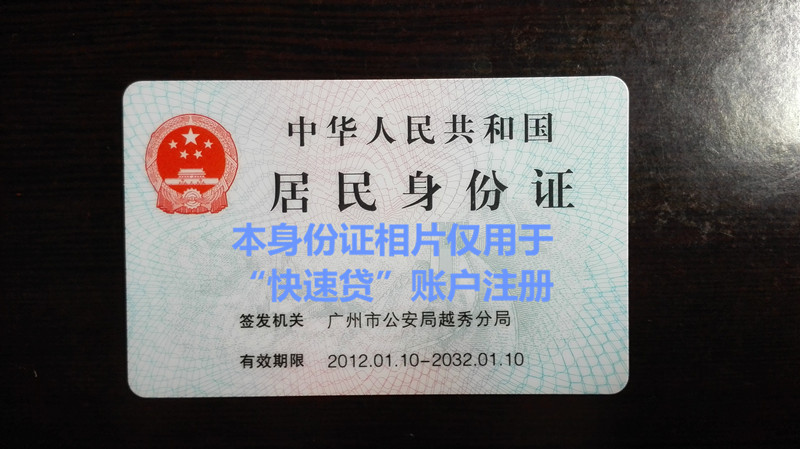 中华人民共和国
居民身份证
本身份证相片仅用于
“快速贷”账户注册
签发机关 广州市公安局越秀分局
有效期限 2012.01.10-2032.01.10